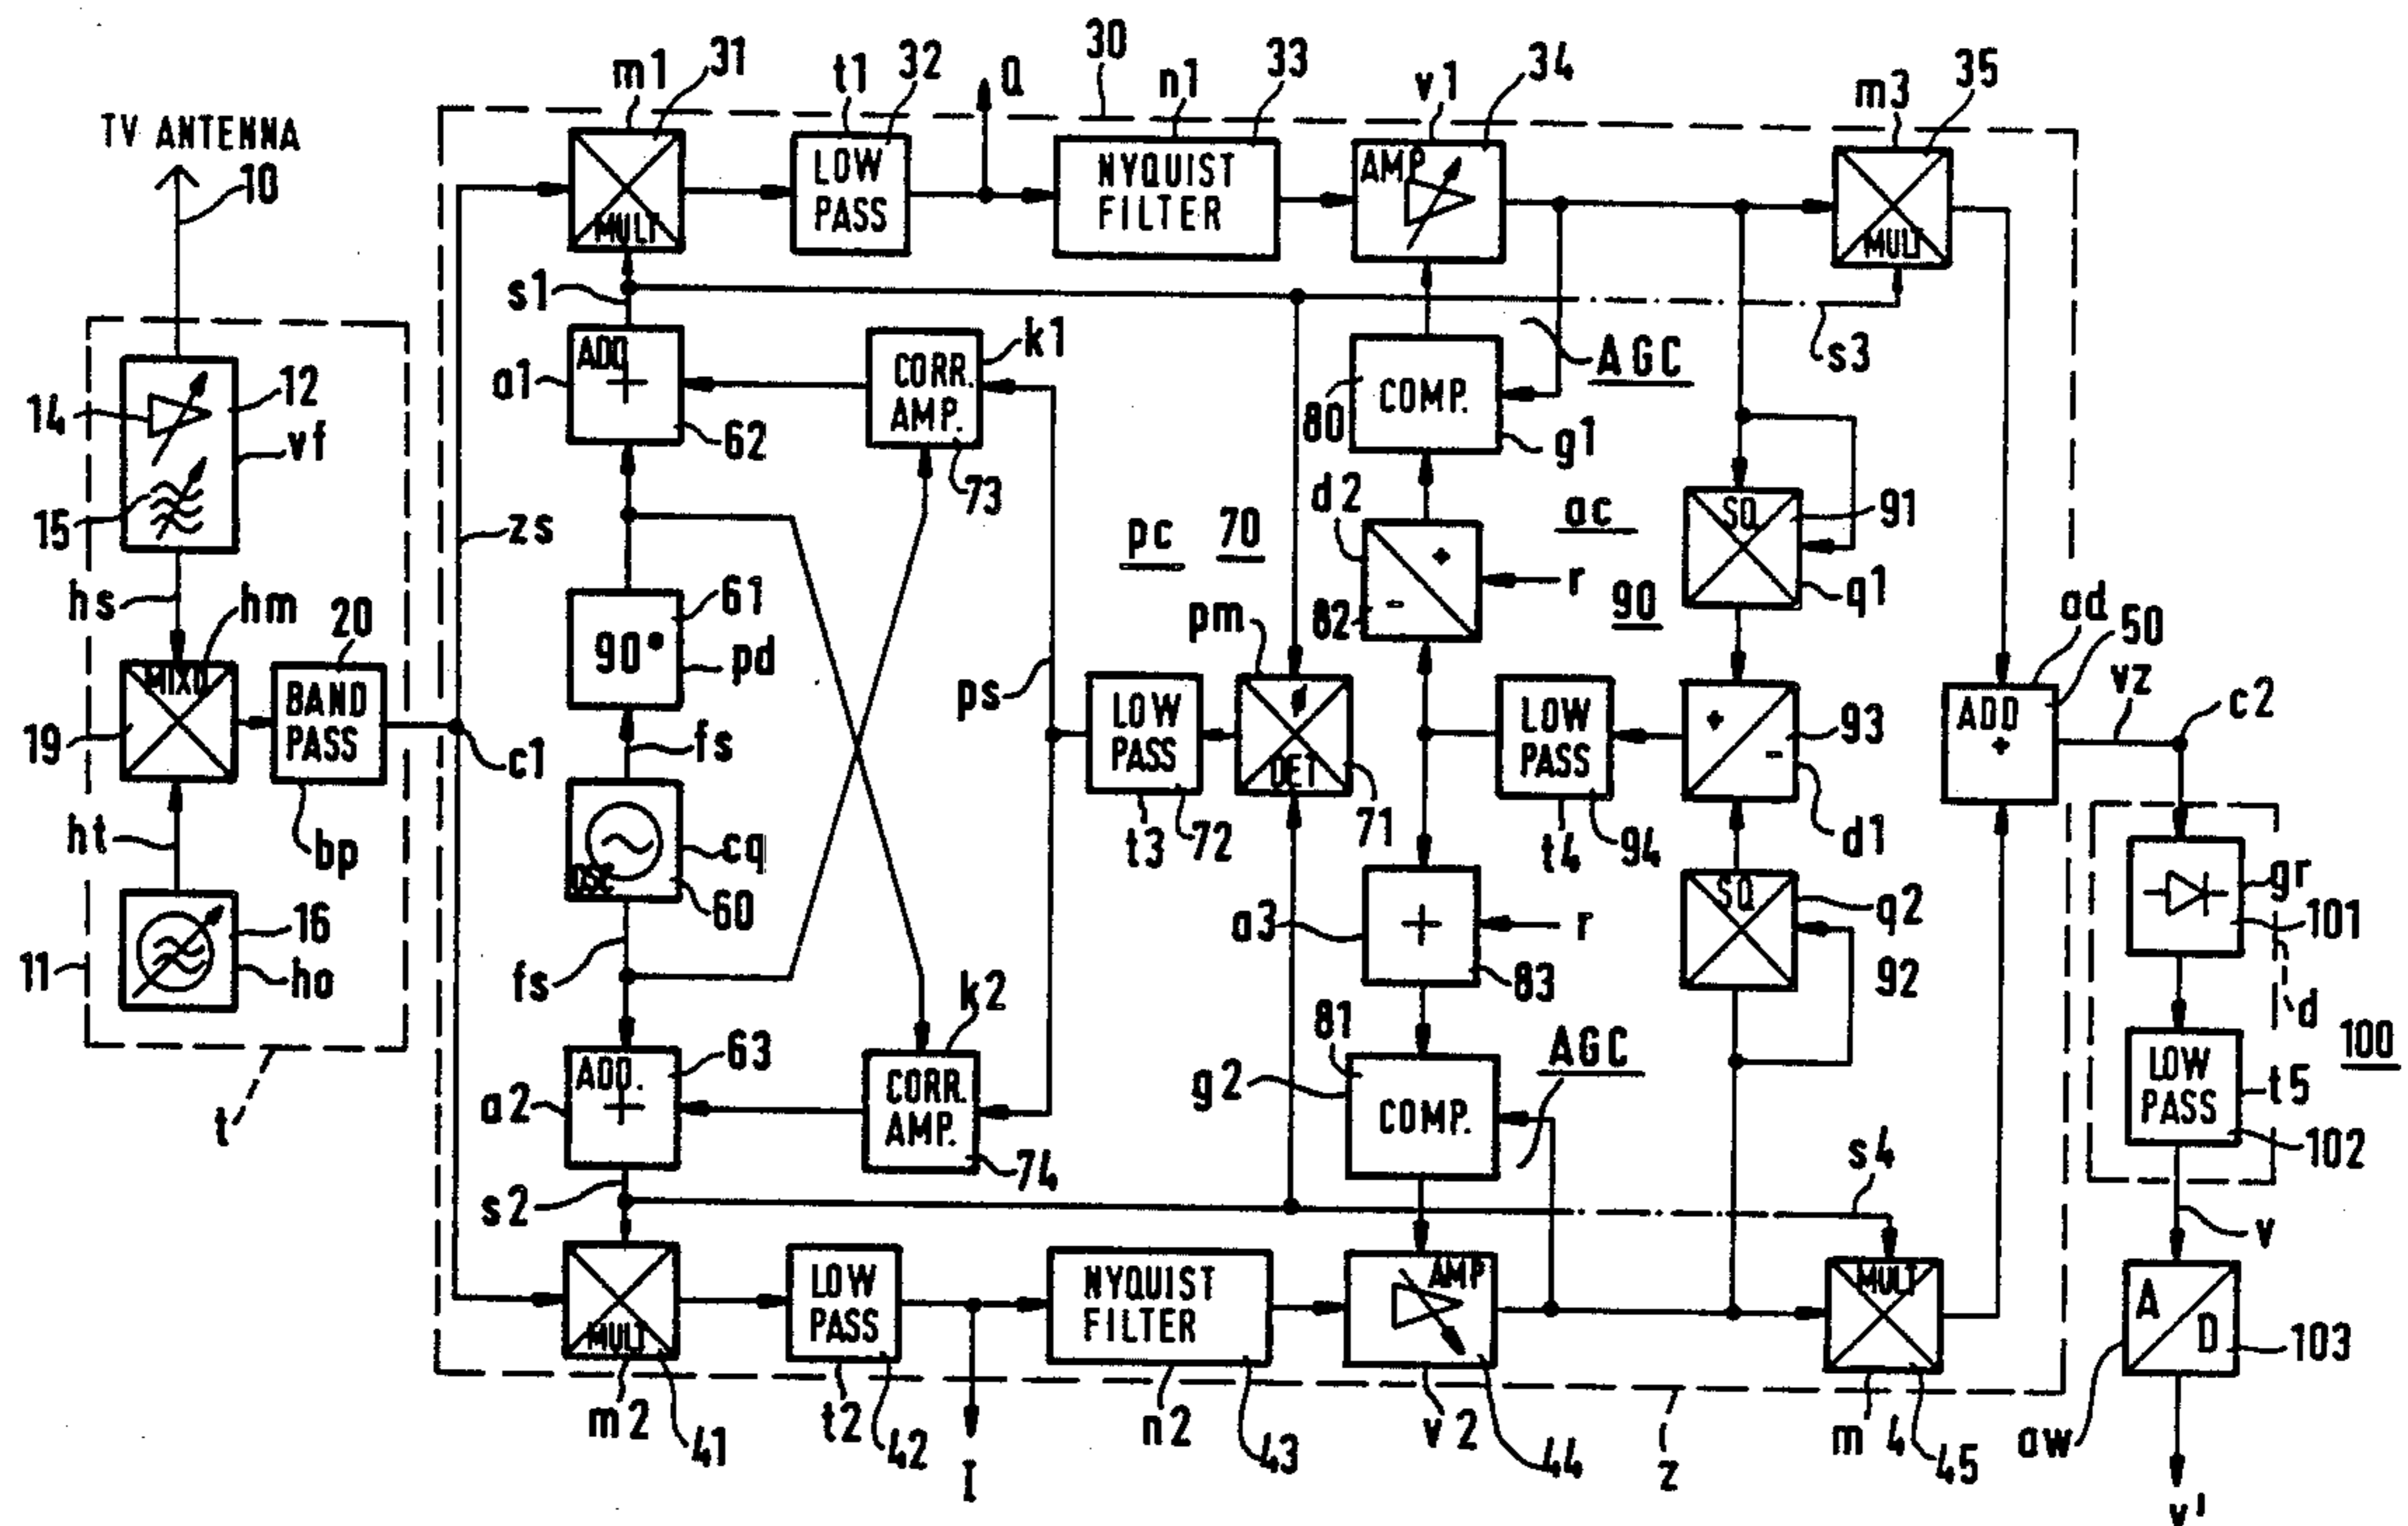 m1
31
t1
32
30
Q
n1
33
v1
34
m3
35
TV ANTENNA
10
MULT
LOW
PASS
NYQUIST
FILTER
AMP
MULT
s1
s3
14
12
vf
15
ADD
+
a1
62
CORR.
AMP.
k1
73
AGC
80
COMP.
g1
zs
hs
hm
20
d2
+
-
82
r
ac
pc
70
SQ
91
q1
90
61
90°
pd
pm
ad
50
vz
c2
MIXD
19
BAND
PASS
bp
c1
fs
ps
LOW
PASS
t3
72
ø
DET
71
LOW
PASS
t4
94
+
-
93
d1
ADD
+
ht
OSC
cq
60
16
ho
11
t
fs
a3
+
r
83
SQ
q2
92
gr
101
d
100
ADD.
+
63
a2
k2
CORR.
AMP.
74
81
g2
COMP.
AGC
LOW
PASS
t5
102
s2
s4
v
MULT
m2
41
LOW
PASS
t2
42
I
NYQUIST
FILTER
n2
43
AMP
v2
44
z
MULT
m4
45
A
D
103
aw
v'